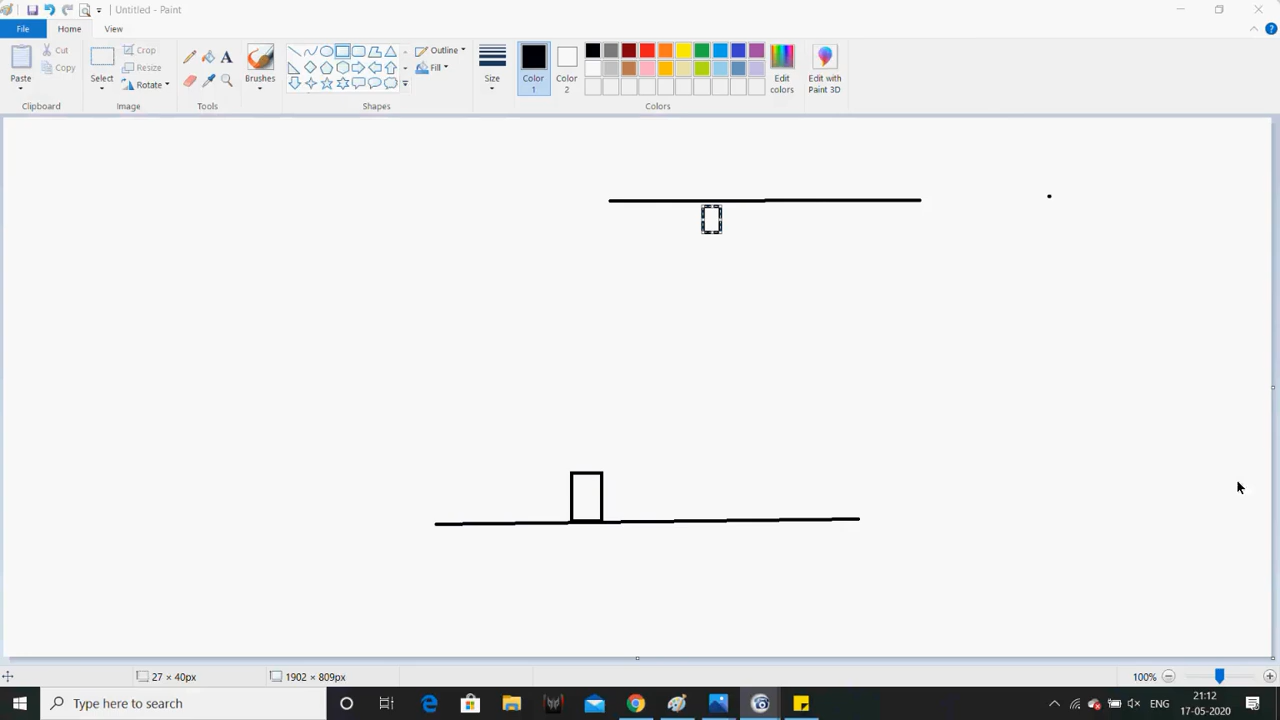 Untitled - Paint
File
Home
View
Paste
Cut
Copy
Clipboard
Select
Crop
Resize
Rotate
Image
Tools
Brushes
Shapes
Outline
Fill
Size
Color 1
Color 2
Edit colors
Colors
Edit with Paint 3D
27 × 40px
1902 × 809px
100%
Type here to search
ENG
21:12
17-05-2020